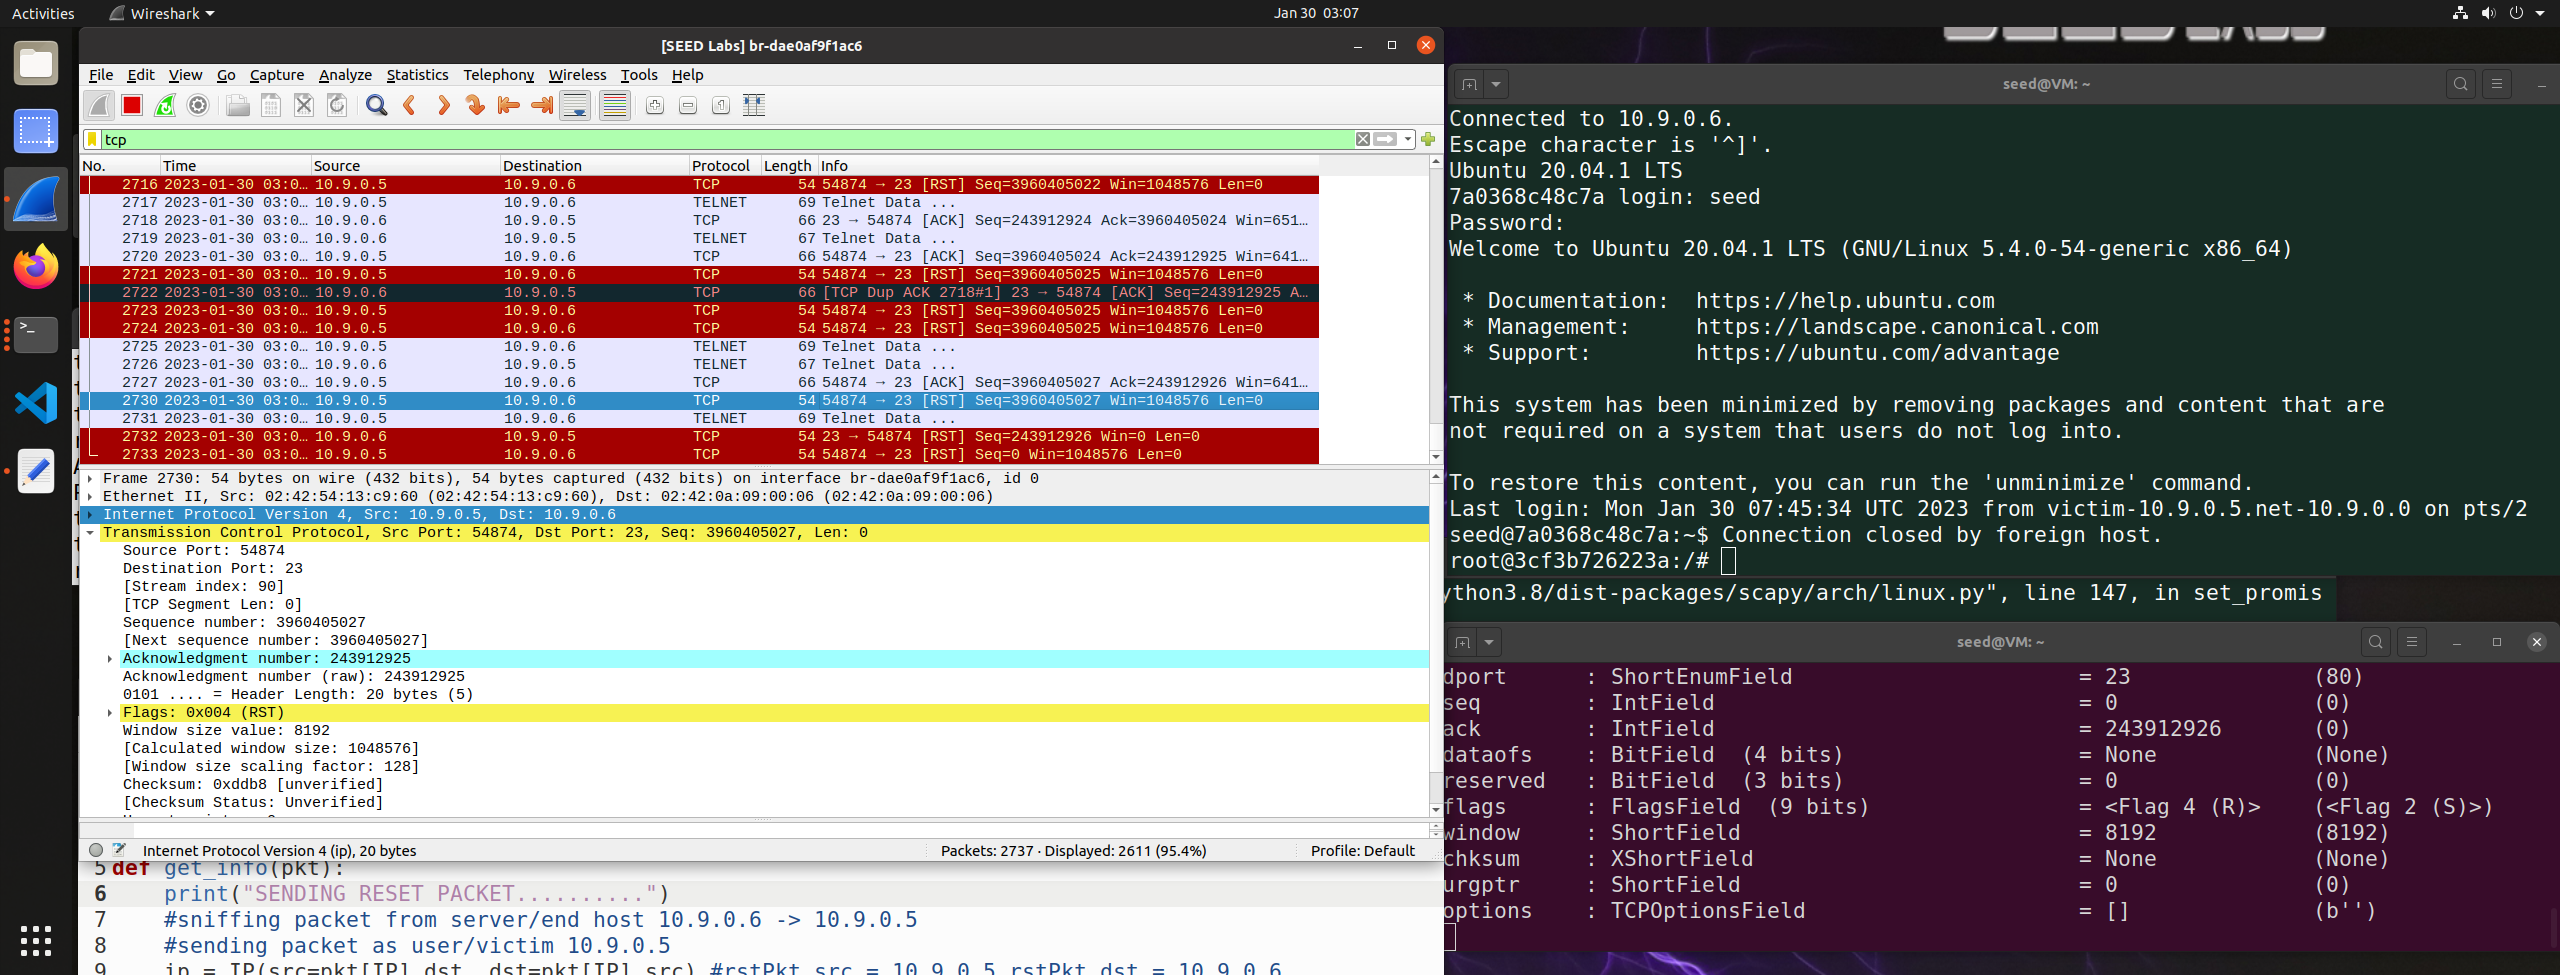 Activities
Wireshark
Jan 30 03:07
[SEED Labs] br-dae0af9f1ac6
File Edit View Go Capture Analyze Statistics Telephony Wireless Tools Help
tcp
No. Time Source Destination Protocol Length Info
2716 2023-01-30 03:0… 10.9.0.5 10.9.0.6 TCP 54 54874 → 23 [RST] Seq=3960405022 Win=1048576 Len=0
2717 2023-01-30 03:0… 10.9.0.5 10.9.0.6 TELNET 69 Telnet Data ...
2718 2023-01-30 03:0… 10.9.0.6 10.9.0.5 TCP 66 23 → 54874 [ACK] Seq=243912924 Ack=3960405024 Win=651…
2719 2023-01-30 03:0… 10.9.0.6 10.9.0.5 TELNET 67 Telnet Data ...
2720 2023-01-30 03:0… 10.9.0.5 10.9.0.6 TCP 66 54874 → 23 [ACK] Seq=3960405024 Ack=243912925 Win=641…
2721 2023-01-30 03:0… 10.9.0.5 10.9.0.6 TCP 54 54874 → 23 [RST] Seq=3960405025 Win=1048576 Len=0
2722 2023-01-30 03:0… 10.9.0.6 10.9.0.5 TCP 66 [TCP Dup ACK 2718#1] 23 → 54874 [ACK] Seq=243912925 A…
2723 2023-01-30 03:0… 10.9.0.5 10.9.0.6 TCP 54 54874 → 23 [RST] Seq=3960405025 Win=1048576 Len=0
2724 2023-01-30 03:0… 10.9.0.5 10.9.0.6 TCP 54 54874 → 23 [RST] Seq=3960405025 Win=1048576 Len=0
2725 2023-01-30 03:0… 10.9.0.5 10.9.0.6 TELNET 69 Telnet Data ...
2726 2023-01-30 03:0… 10.9.0.6 10.9.0.5 TELNET 67 Telnet Data ...
2727 2023-01-30 03:0… 10.9.0.5 10.9.0.6 TCP 66 54874 → 23 [ACK] Seq=3960405027 Ack=243912926 Win=641…
2730 2023-01-30 03:0… 10.9.0.5 10.9.0.6 TCP 54 54874 → 23 [RST] Seq=3960405027 Win=1048576 Len=0
2731 2023-01-30 03:0… 10.9.0.5 10.9.0.6 TELNET 69 Telnet Data ...
2732 2023-01-30 03:0… 10.9.0.6 10.9.0.5 TCP 54 23 → 54874 [RST] Seq=243912926 Win=0 Len=0
2733 2023-01-30 03:0… 10.9.0.5 10.9.0.6 TCP 54 54874 → 23 [RST] Seq=0 Win=1048576 Len=0
Frame 2730: 54 bytes on wire (432 bits), 54 bytes captured (432 bits) on interface br-dae0af9f1ac6, id 0
Ethernet II, Src: 02:42:54:13:c9:60 (02:42:54:13:c9:60), Dst: 02:42:0a:09:00:06 (02:42:0a:09:00:06)
Internet Protocol Version 4, Src: 10.9.0.5, Dst: 10.9.0.6
Transmission Control Protocol, Src Port: 54874, Dst Port: 23, Seq: 3960405027, Len: 0
Source Port: 54874
Destination Port: 23
[Stream index: 90]
[TCP Segment Len: 0]
Sequence number: 3960405027
[Next sequence number: 3960405027]
Acknowledgment number: 243912925
Acknowledgment number (raw): 243912925
0101 .... = Header Length: 20 bytes (5)
Flags: 0x004 (RST)
Window size value: 8192
[Calculated window size: 1048576]
[Window size scaling factor: 128]
Checksum: 0xddb8 [unverified]
[Checksum Status: Unverified]
Internet Protocol Version 4 (ip), 20 bytes
Packets: 2737 · Displayed: 2611 (95.4%)
Profile: Default
5 def get_info(pkt):
6 print("SENDING RESET PACKET..........")
7 #sniffing packet from server/end host 10.9.0.6 -> 10.9.0.5
8 #sending packet as user/victim 10.9.0.5
9 ip = IP(src=pkt[IP].dst, dst=pkt[IP].src) #rstPkt src = 10.9.0.5 rstPkt dst = 10.9.0.6
seed@VM: ~
Connected to 10.9.0.6.
Escape character is '^]'.
Ubuntu 20.04.1 LTS
7a0368c48c7a login: seed
Password:
Welcome to Ubuntu 20.04.1 LTS (GNU/Linux 5.4.0-54-generic x86_64)
* Documentation: https://help.ubuntu.com
* Management: https://landscape.canonical.com
* Support: https://ubuntu.com/advantage
This system has been minimized by removing packages and content that are
not required on a system that users do not log into.
To restore this content, you can run the 'unminimize' command.
Last login: Mon Jan 30 07:45:34 UTC 2023 from victim-10.9.0.5.net-10.9.0.0 on pts/2
seed@7a0368c48c7a:~$ Connection closed by foreign host.
root@3cf3b726223a:/#
ython3.8/dist-packages/scapy/arch/linux.py", line 147, in set_promis
seed@VM: ~
dport : ShortEnumField = 23 (80)
seq : IntField = 0 (0)
ack : IntField = 243912926 (0)
dataofs : BitField (4 bits) = None (None)
reserved : BitField (3 bits) = 0 (0)
flags : FlagsField (9 bits) = <Flag 4 (R)> (<Flag 2 (S)>)
window : ShortField = 8192 (8192)
chksum : XShortField = None (None)
urgptr : ShortField = 0 (0)
options : TCPOptionsField = [] (b'')